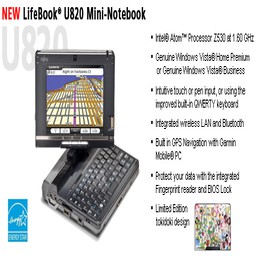 NEW LifeBook® U820 Mini-Notebook
U820
• Intel® Atom™ Processor Z530 at 1.60 GHz
• Genuine Windows Vista® Home Premium
or Genuine Windows Vista® Business
• Intuitive touch or pen input, or using the
improved built-in QWERTY keyboard
• Integrated wireless LAN and Bluetooth
• Built in GPS Navigation with Garmin
Mobile® PC
• Protect your data with the integrated
Fingerprint reader and BIOS Lock
• Limited Edition
tokidoki design
ENERGY STAR